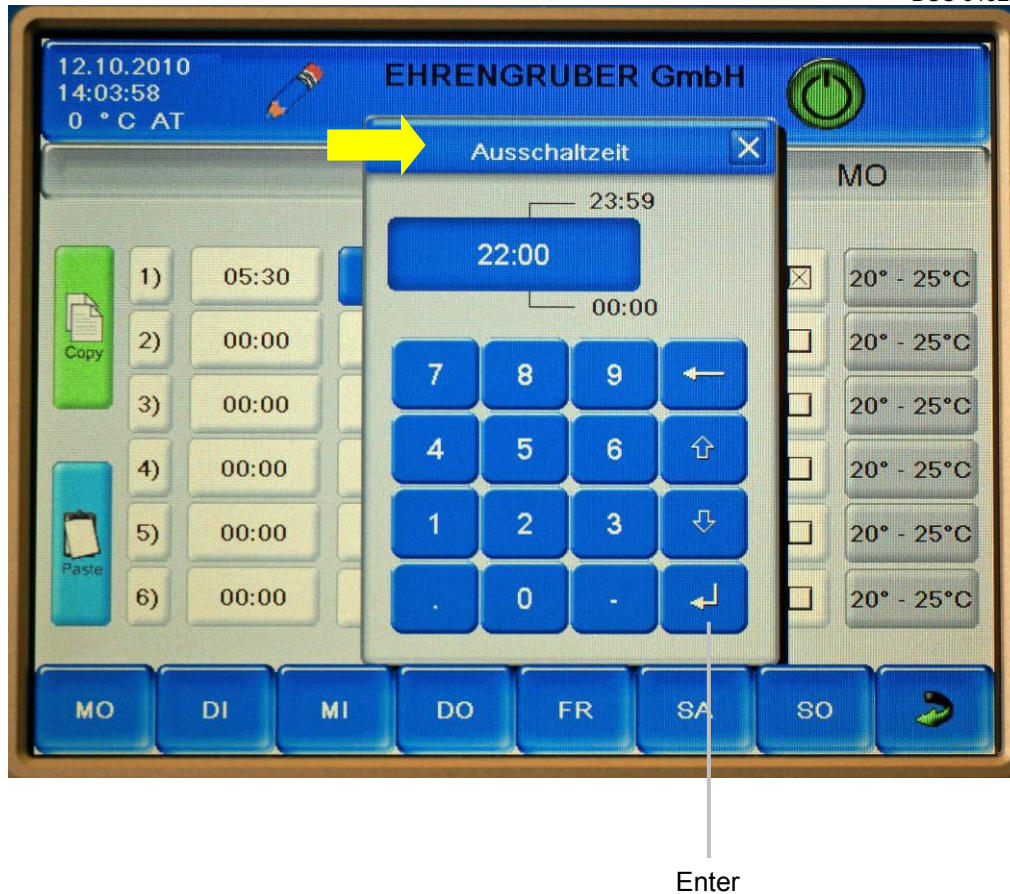 12.10.2010
14:03:58
0 °C AT
EHRENGRUBER GmbH
Ausschaltzeit
MO
23:59
22:00
00:00
Copy
Paste
1) 05:30 20° - 25°C
2) 00:00 20° - 25°C
3) 00:00 20° - 25°C
4) 00:00 20° - 25°C
5) 00:00 20° - 25°C
6) 00:00 20° - 25°C
7 8 9
4 5 6
1 2 3
. 0 -
MO DI MI DO FR SA SO
Enter